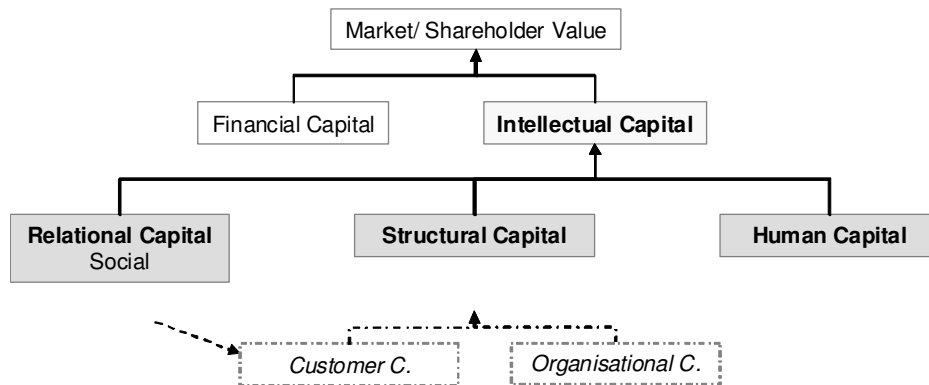 Market/ Shareholder Value
Financial Capital
Intellectual Capital
Relational Capital
Social
Structural Capital
Human Capital
Customer C.
Organisational C.